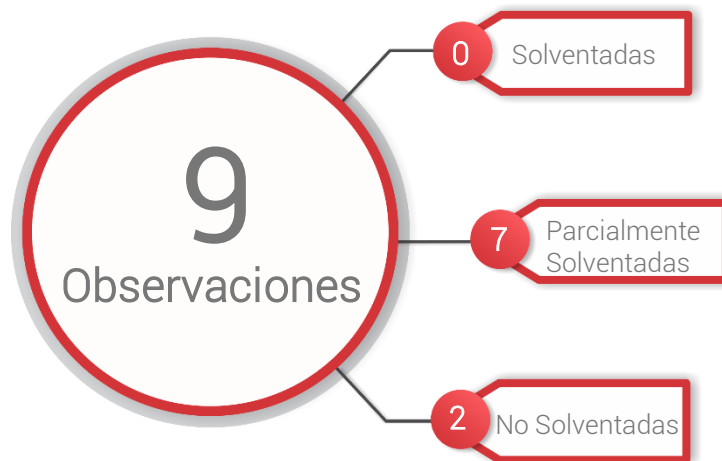 9
Observaciones
0
Solventadas
7
Parcialmente
Solventadas
2
No Solventadas